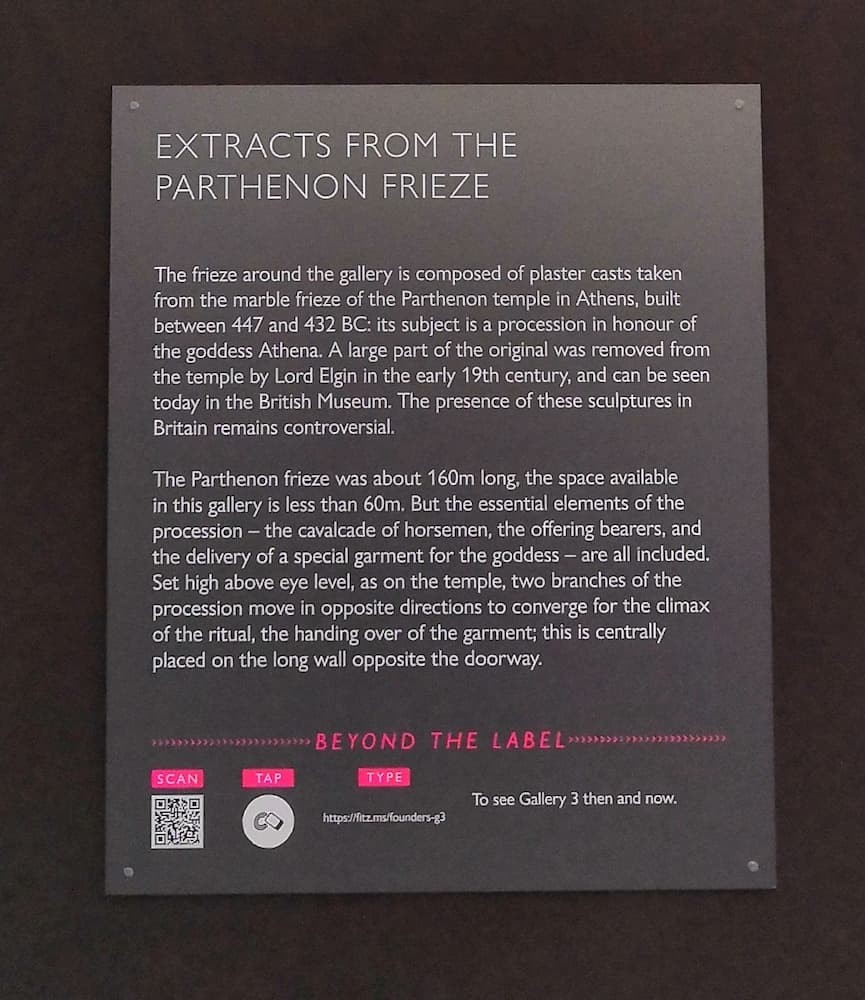 EXTRACTS FROM THE
PARTHENON FRIEZE
The frieze around the gallery is composed of plaster casts taken
from the marble frieze of the Parthenon temple in Athens, built
between 447 and 432 BC: its subject is a procession in honour of
the goddess Athena. A large part of the original was removed from
the temple by Lord Elgin in the early 19th century, and can be seen
today in the British Museum. The presence of these sculptures in
Britain remains controversial.
The Parthenon frieze was about 160m long, the space available
in this gallery is less than 60m. But the essential elements of the
procession – the cavalcade of horsemen, the offering bearers, and
the delivery of a special garment for the goddess – are all included.
Set high above eye level, as on the temple, two branches of the
procession move in opposite directions to converge for the climax
of the ritual, the handing over of the garment; this is centrally
placed on the long wall opposite the doorway.
BEYOND THE LABEL
SCAN
TAP
TYPE
https://fitz.ms/founders-g3
To see Gallery 3 then and now.